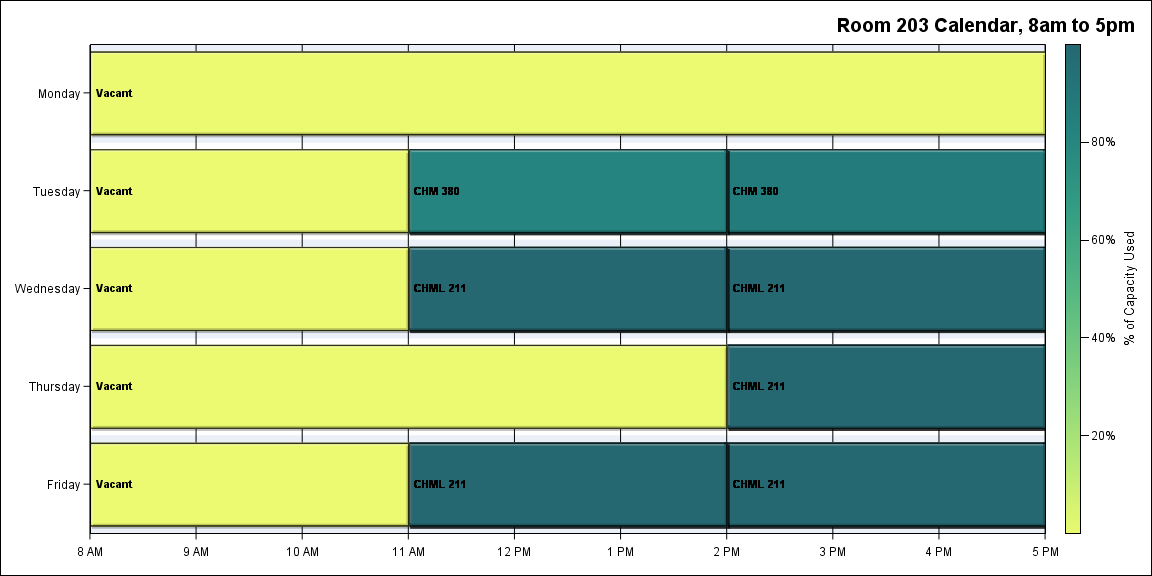 Room 203 Calendar, 8am to 5pm
Monday
Vacant
Tuesday
Vacant
CHM 380
CHM 380
Wednesday
Vacant
CHML 211
CHML 211
Thursday
Vacant
CHML 211
Friday
Vacant
CHML 211
CHML 211
8 AM
9 AM
10 AM
11 AM
12 PM
1 PM
2 PM
3 PM
4 PM
5 PM
80%
60%
40%
20%
% of Capacity Used